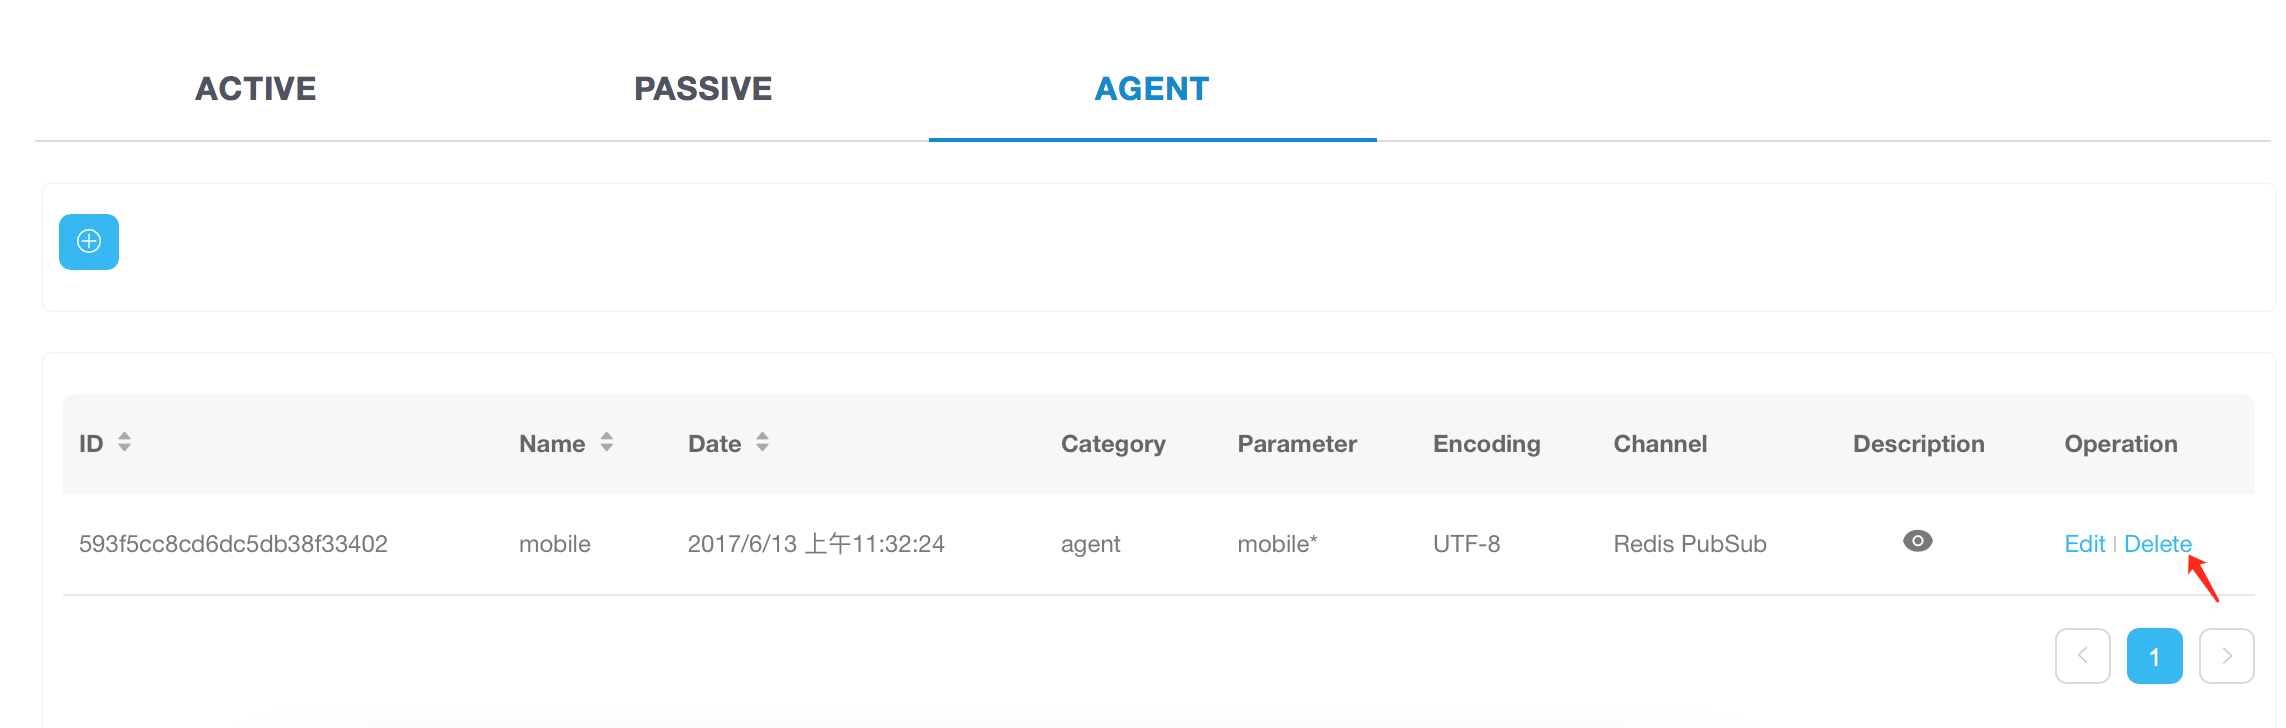 ACTIVE PASSIVE AGENT
ID Name Date Category Parameter Encoding Channel Description Operation
593f5cc8cd6dc5db38f33402 mobile 2017/6/13 上午11:32:24 agent mobile* UTF-8 Redis PubSub Edit | Delete
1